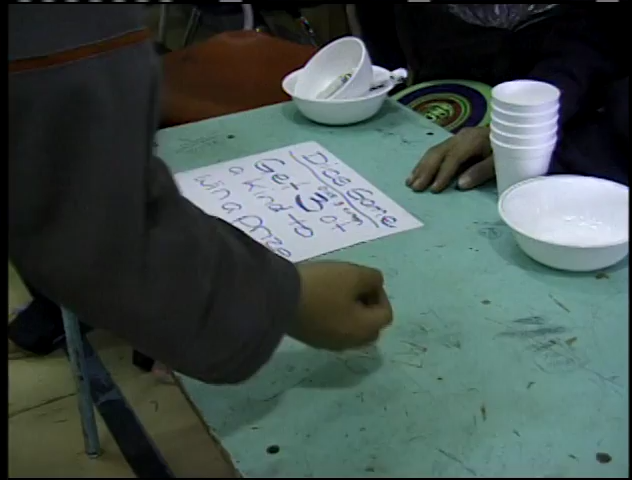 Dice Game
Get 3 of
a kind to
win a prize